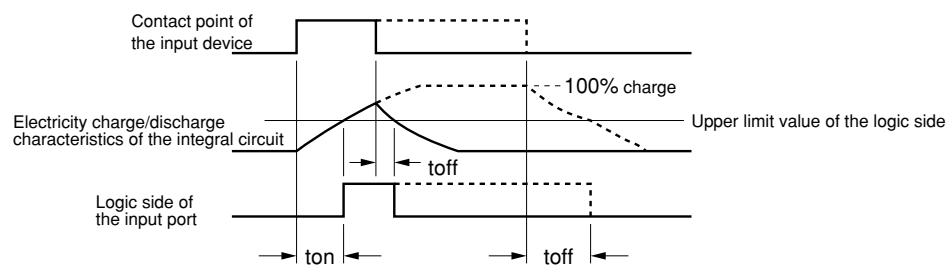 Contact point of
the input device
100% charge
Electricity charge/discharge
characteristics of the integral circuit
Upper limit value of the logic side
toff
Logic side of
the input port
ton
toff